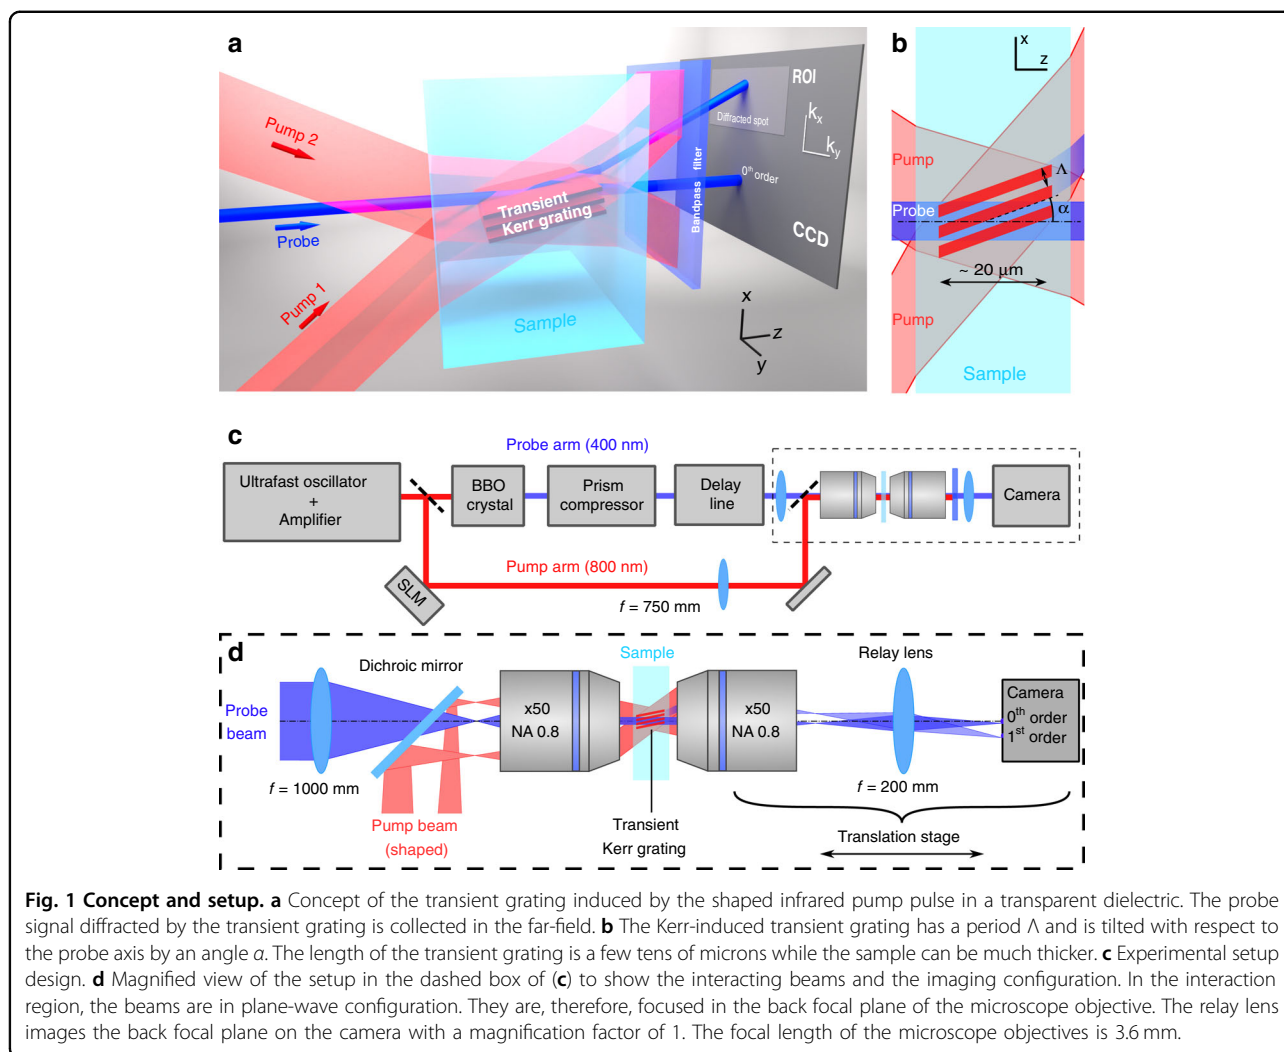 a
Pump 2
Probe
Pump 1
Transient
Kerr grating
Sample
Bandpass filter
ROI
Diffracted spot
kx
ky
0th order
CCD
x
z
y
b
x
z
Pump
Λ
Probe
α
~ 20 μm
Pump
Sample
c
Probe arm (400 nm)
Ultrafast oscillator
+
Amplifier
BBO
crystal
Prism
compressor
Delay
line
Camera
Pump arm (800 nm)
SLM
f = 750 mm
d
Dichroic mirror
Sample
Relay lens
Probe
beam
x50
NA 0.8
x50
NA 0.8
Camera
0th order
1st order
f = 1000 mm
f = 200 mm
Pump beam
(shaped)
Transient
Kerr grating
Translation stage
Fig. 1 Concept and setup. a Concept of the transient grating induced by the shaped infrared pump pulse in a transparent dielectric. The probe
signal diffracted by the transient grating is collected in the far-field. b The Kerr-induced transient grating has a period Λ and is tilted with respect to
the probe axis by an angle α. The length of the transient grating is a few tens of microns while the sample can be much thicker. c Experimental setup
design. d Magnified view of the setup in the dashed box of (c) to show the interacting beams and the imaging configuration. In the interaction
region, the beams are in plane-wave configuration. They are, therefore, focused in the back focal plane of the microscope objective. The relay lens
images the back focal plane on the camera with a magnification factor of 1. The focal length of the microscope objectives is 3.6 mm.